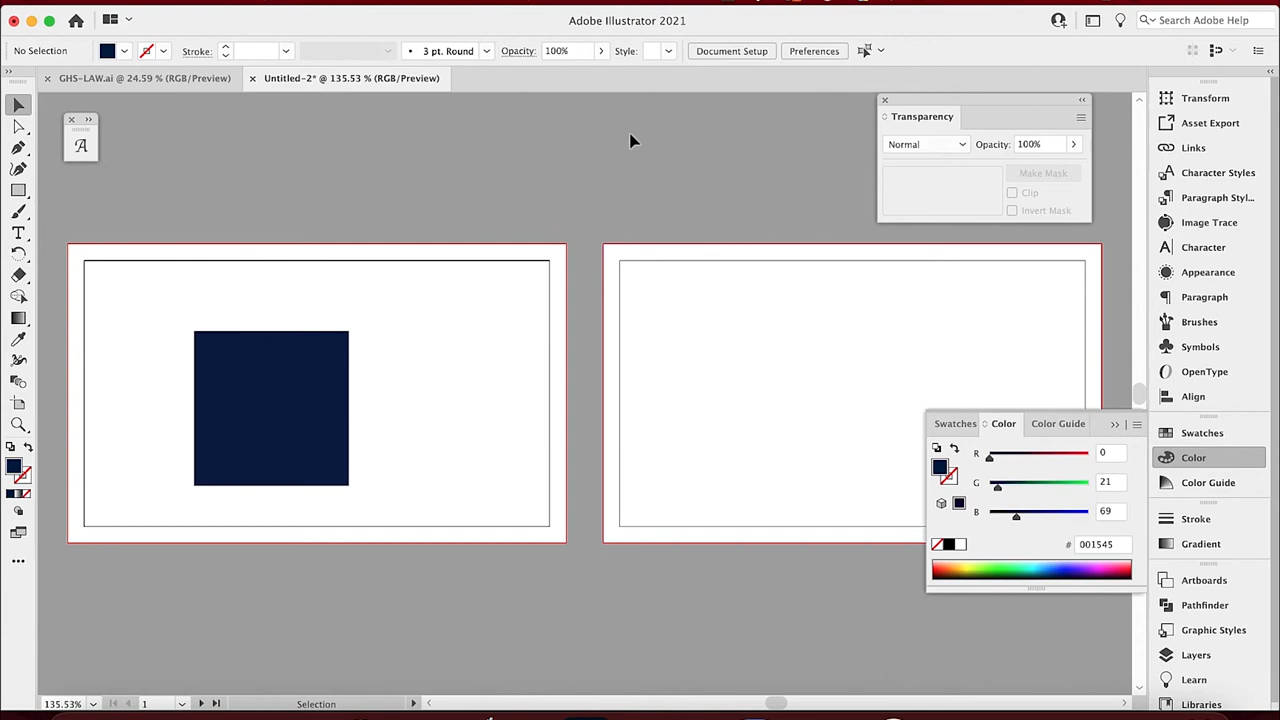 Adobe Illustrator 2021
Search Adobe Help
No Selection
Stroke:
3 pt. Round
Opacity:
100%
Style:
Document Setup
Preferences
GHS-LAW.ai @ 24.59 % (RGB/Preview)
Untitled-2* @ 135.53 % (RGB/Preview)
A
Transparency
Normal
Opacity:
100%
Make Mask
Clip
Invert Mask
Transform
Asset Export
Links
Character Styles
Paragraph Styl...
Image Trace
Character
Appearance
Paragraph
Brushes
Symbols
OpenType
Align
Swatches
Color
Color Guide
Stroke
Gradient
Artboards
Pathfinder
Graphic Styles
Layers
Learn
Libraries
Swatches
Color
Color Guide
R
0
G
21
B
69
#
001545
135.53%
1
Selection